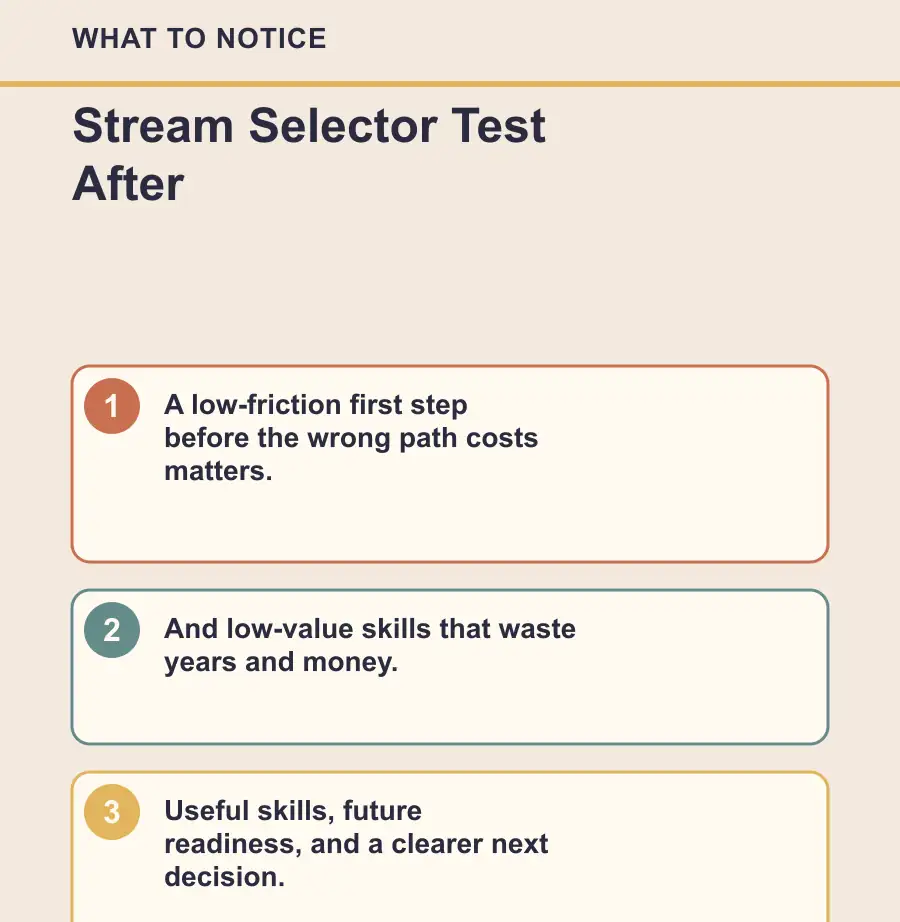 WHAT TO NOTICE
Stream Selector Test
After
1
A low-friction first step
before the wrong path costs
matters.
2
And low-value skills that waste
years and money.
3
Useful skills, future
readiness, and a clearer next
decision.